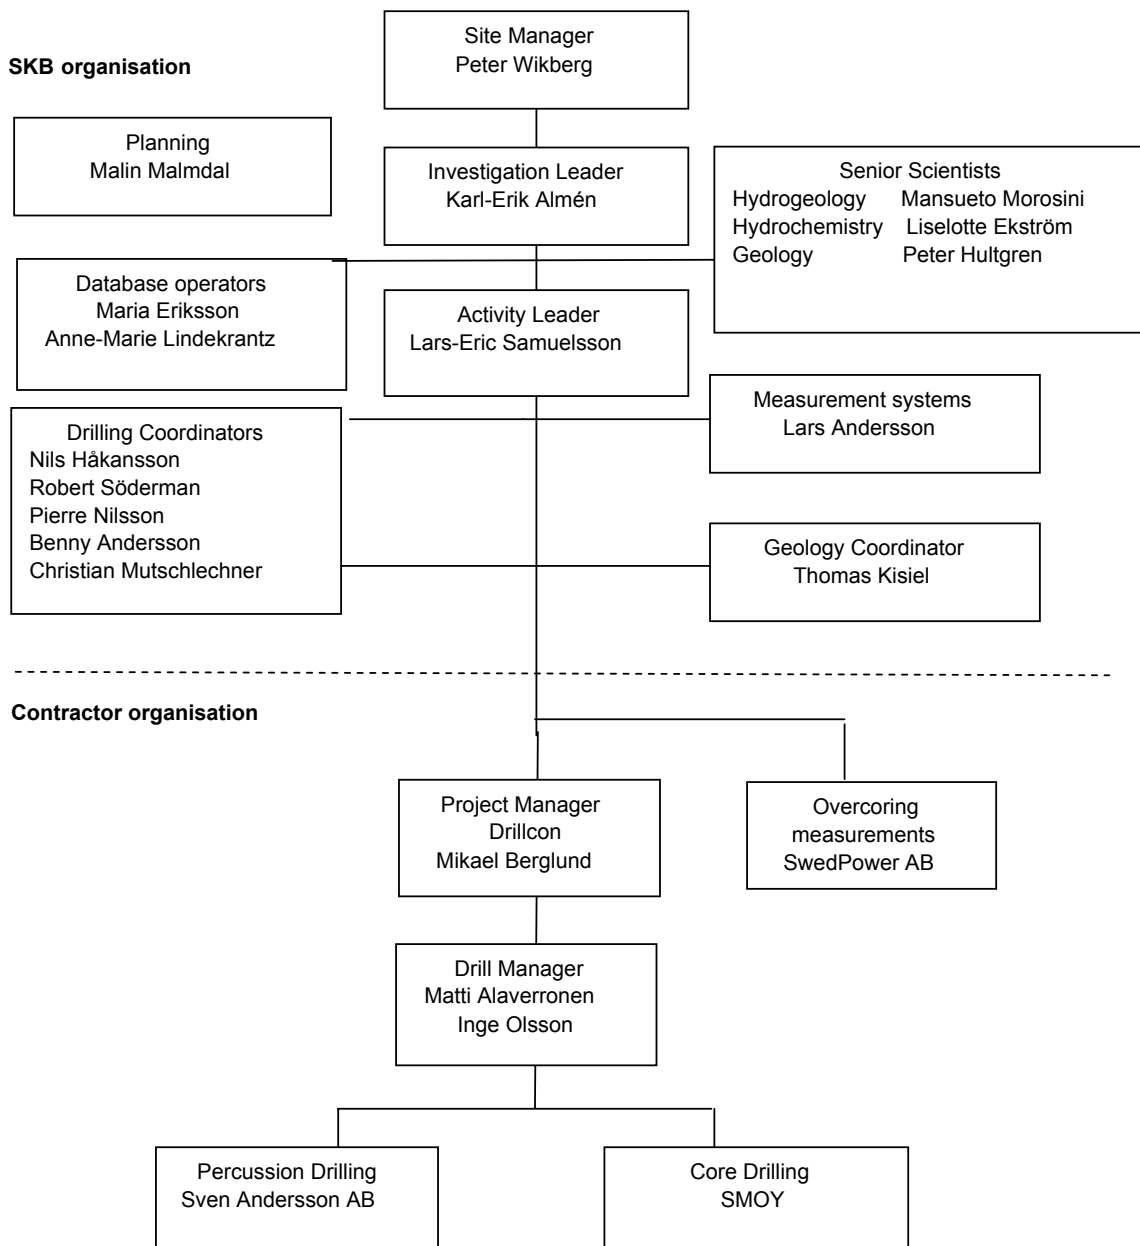 Site Manager
Peter Wikberg
SKB organisation
Planning
Malin Malmdal
Investigation Leader
Karl-Erik Almén
Senior Scientists
Hydrogeology Mansueto Morosini
Hydrochemistry Liselotte Ekström
Geology Peter Hultgren
Database operators
Maria Eriksson
Anne-Marie Lindekrantz
Activity Leader
Lars-Eric Samuelsson
Measurement systems
Lars Andersson
Drilling Coordinators
Nils Håkansson
Robert Söderman
Pierre Nilsson
Benny Andersson
Christian Mutschlechner
Geology Coordinator
Thomas Kisiel
Contractor organisation
Project Manager
Drillcon
Mikael Berglund
Overcoring
measurements
SwedPower AB
Drill Manager
Matti Alaverronen
Inge Olsson
Percussion Drilling
Sven Andersson AB
Core Drilling
SMOY